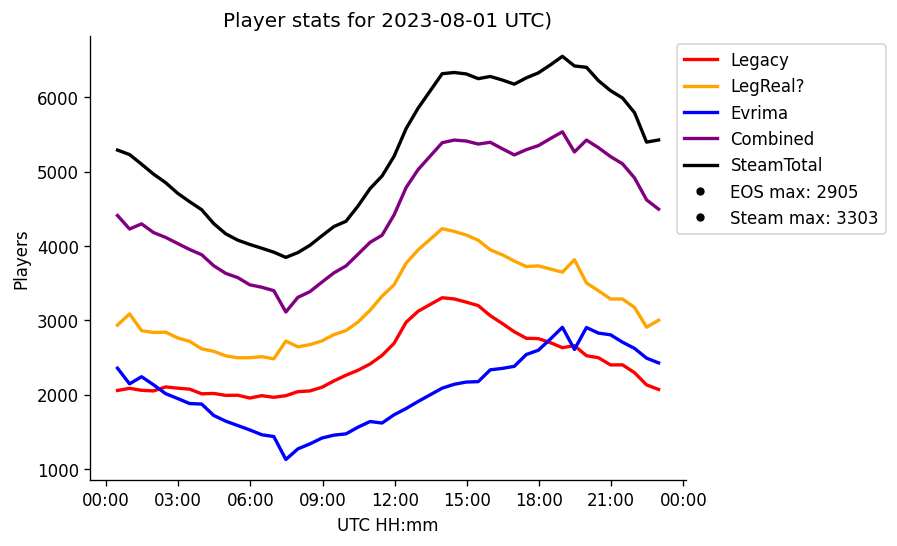 Player stats for 2023-08-01 UTC)
Legacy
LegReal?
Evrima
Combined
SteamTotal
EOS max: 2905
Steam max: 3303
Players
6000
5000
4000
3000
2000
1000
00:00 03:00 06:00 09:00 12:00 15:00 18:00 21:00 00:00
UTC HH:mm